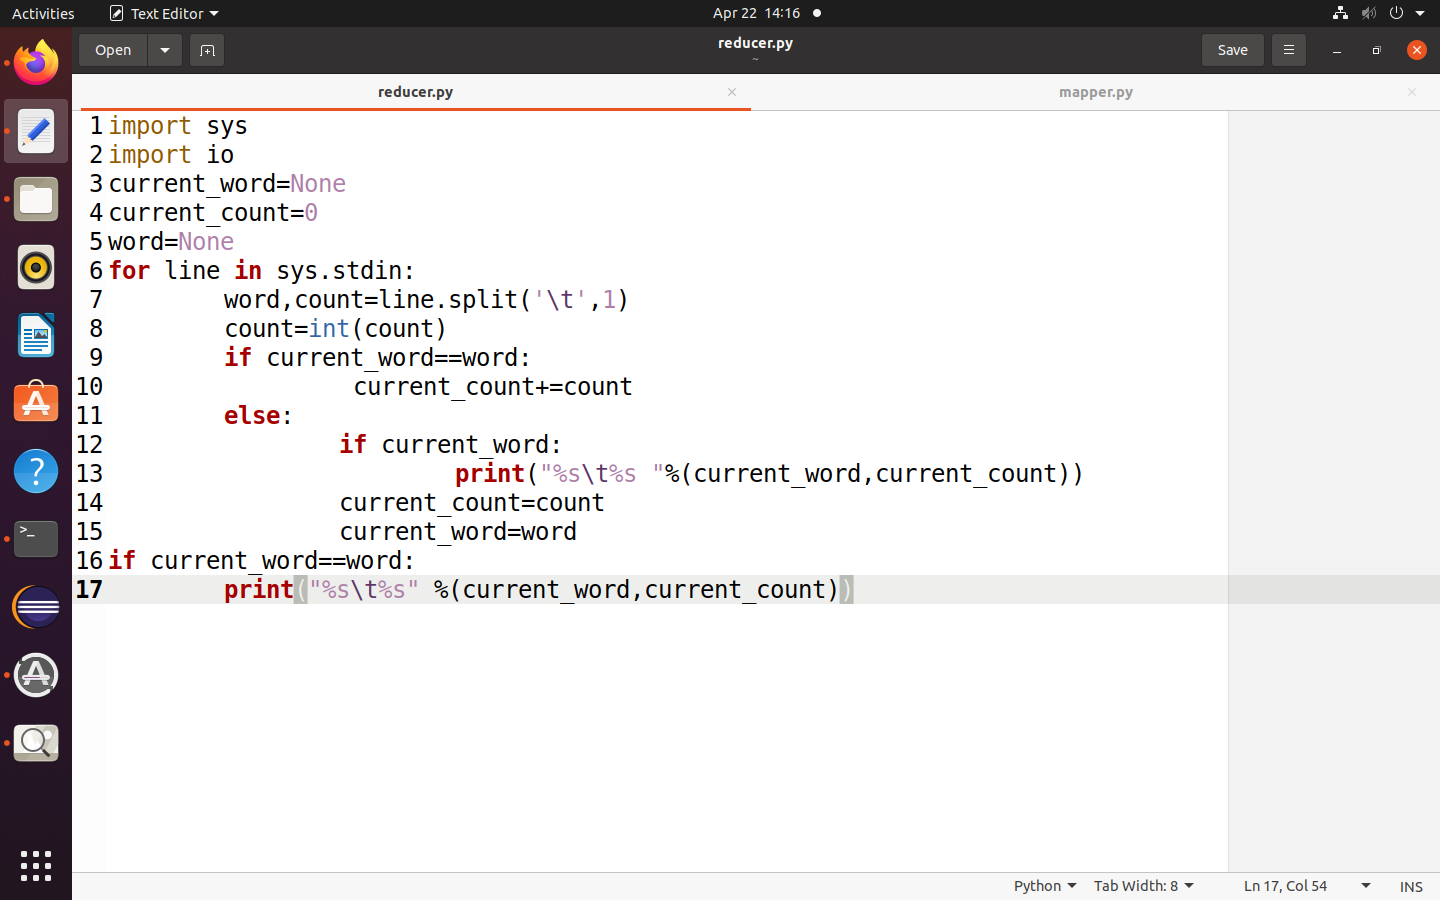 Activities Text Editor Apr 22 14:16
Open reducer.py Save
~
reducer.py mapper.py
1 import sys
2 import io
3 current_word=None
4 current_count=0
5 word=None
6 for line in sys.stdin:
7         word,count=line.split('\t',1)
8         count=int(count)
9         if current_word==word:
10                  current_count+=count
11         else:
12                 if current_word:
13                         print("%s\t%s "%(current_word,current_count))
14                 current_count=count
15                 current_word=word
16 if current_word==word:
17         print("%s\t%s" %(current_word,current_count))
Python Tab Width: 8 Ln 17, Col 54 INS